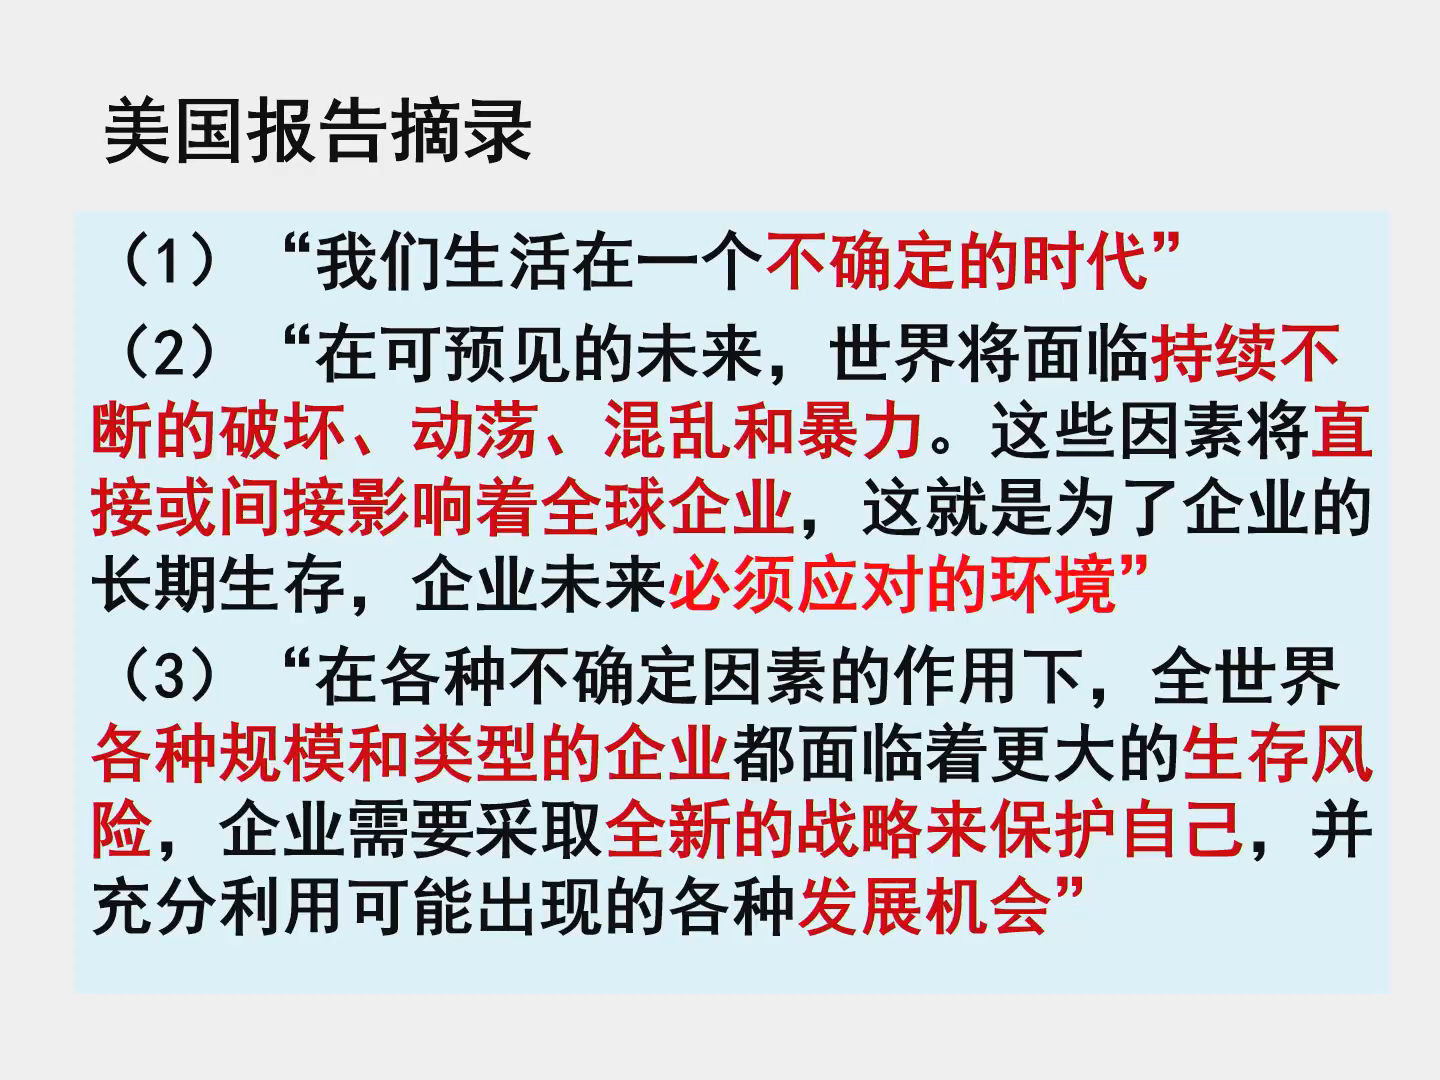 美国报告摘录
（1）“我们生活在一个不确定的时代”
（2）“在可预见的未来，世界将面临持续不
断的破坏、动荡、混乱和暴力。这些因素将直
接或间接影响着全球企业，这就是为了企业的
长期生存，企业未来必须应对的环境”
（3）“在各种不确定因素的作用下，全世界
各种规模和类型的企业都面临着更大的生存风
险，企业需要采取全新的战略来保护自己，并
充分利用可能出现的各种发展机会”